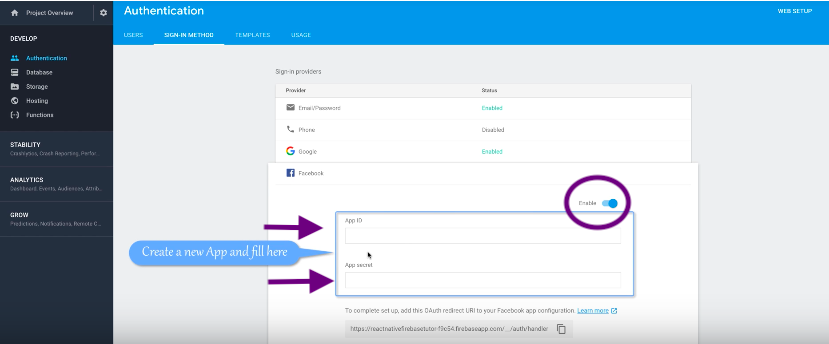 Project Overview
Authentication
WEB SETUP
DEVELOP
USERS SIGN-IN METHOD TEMPLATES USAGE
Authentication
Database
Storage
Hosting
Functions
Sign-in providers
Provider Status
Email/Password Enabled
Phone Disabled
Google Enabled
Facebook
STABILITY
Crashlytics, Crash Reporting, Perfor...
ANALYTICS
Dashboard, Events, Audiences, Attrib...
GROW
Predictions, Notifications, Remote C...
Enable
App ID
Create a new App and fill here
App secret
To complete set up, add this OAuth redirect URI to your Facebook app configuration. Learn more
https://reactnativefirebasetutor-f9c54.firebaseapp.com/__/auth/handler